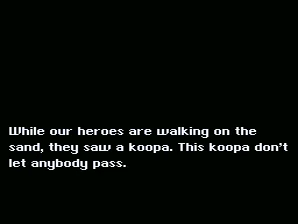 While our heroes are walking on the
sand, they saw a koopa. This koopa don't
let anybody pass.